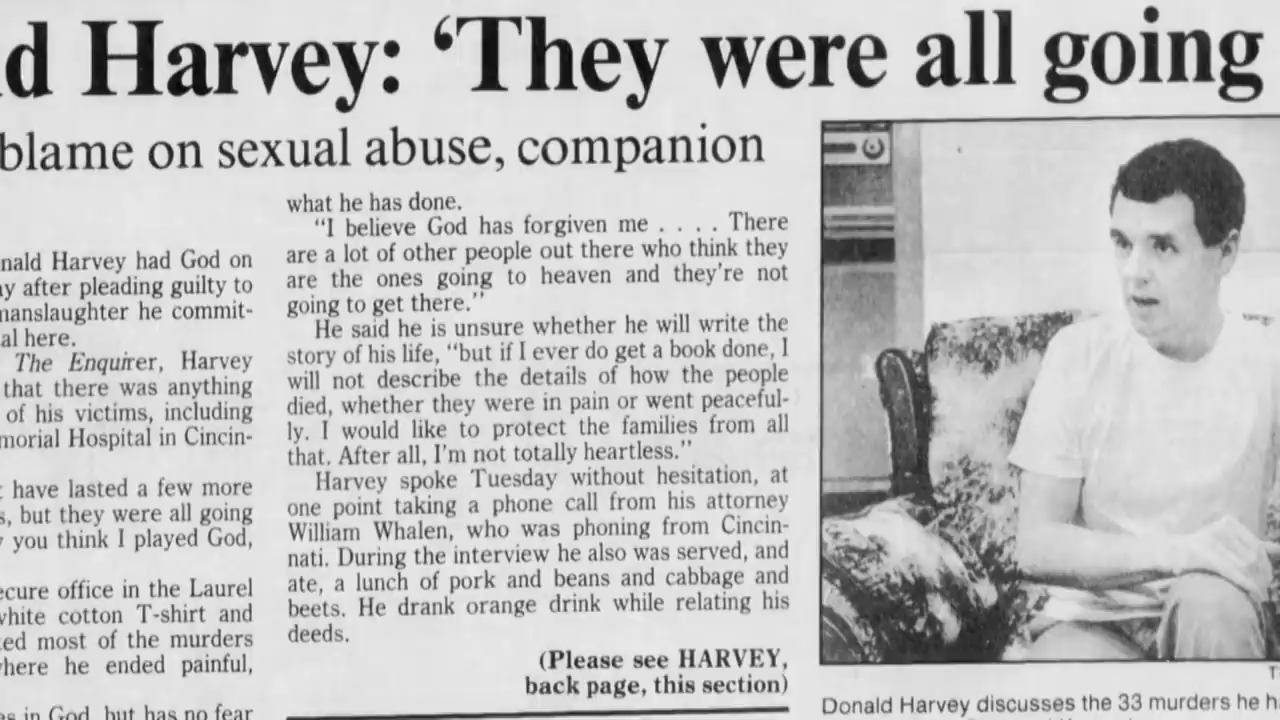 d Harvey: ‘They were all going
blame on sexual abuse, companion
nald Harvey had God on
y after pleading guilty to
manslaughter he commit-
al here.
The Enquirer, Harvey
that there was anything
of his victims, including
morial Hospital in Cincin-
have lasted a few more
s, but they were all going
you think I played God,
ecure office in the Laurel
white cotton T-shirt and
ed most of the murders
where he ended painful,
es in God, but has no fear
what he has done.
“I believe God has forgiven me . . . . There
are a lot of other people out there who think they
are the ones going to heaven and they're not
going to get there.”
He said he is unsure whether he will write the
story of his life, “but if I ever do get a book done, I
will not describe the details of how the people
died, whether they were in pain or went peaceful-
ly. I would like to protect the families from all
that. After all, I'm not totally heartless.”
Harvey spoke Tuesday without hesitation, at
one point taking a phone call from his attorney
William Whalen, who was phoning from Cincin-
nati. During the interview he also was served, and
ate, a lunch of pork and beans and cabbage and
beets. He drank orange drink while relating his
deeds.
(Please see HARVEY,
back page, this section)
Donald Harvey discusses the 33 murders he h